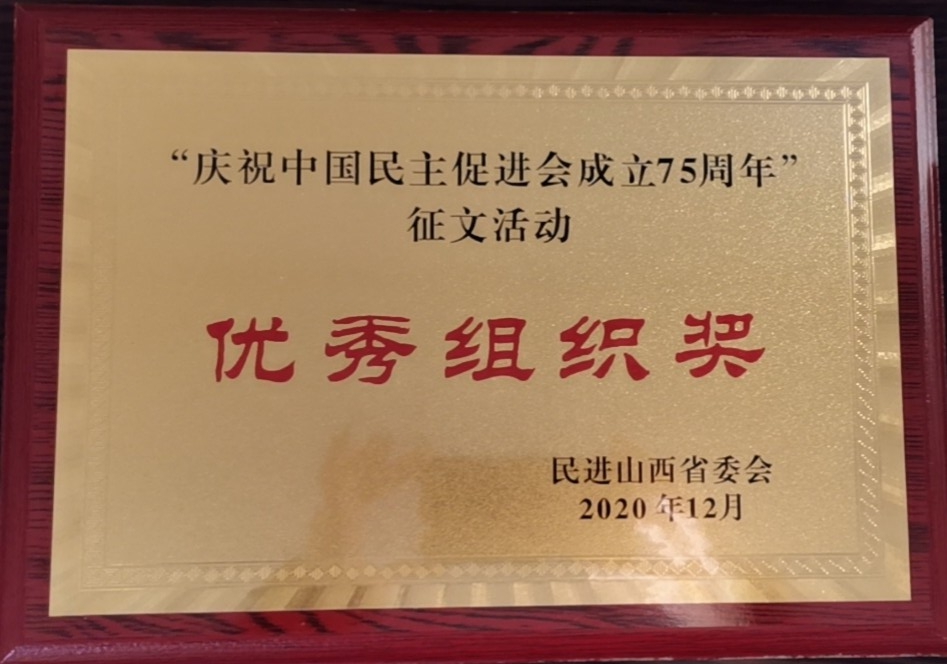 “庆祝中国民主促进会成立75周年”
征文活动
优秀组织奖
民进山西省委会
2020年12月